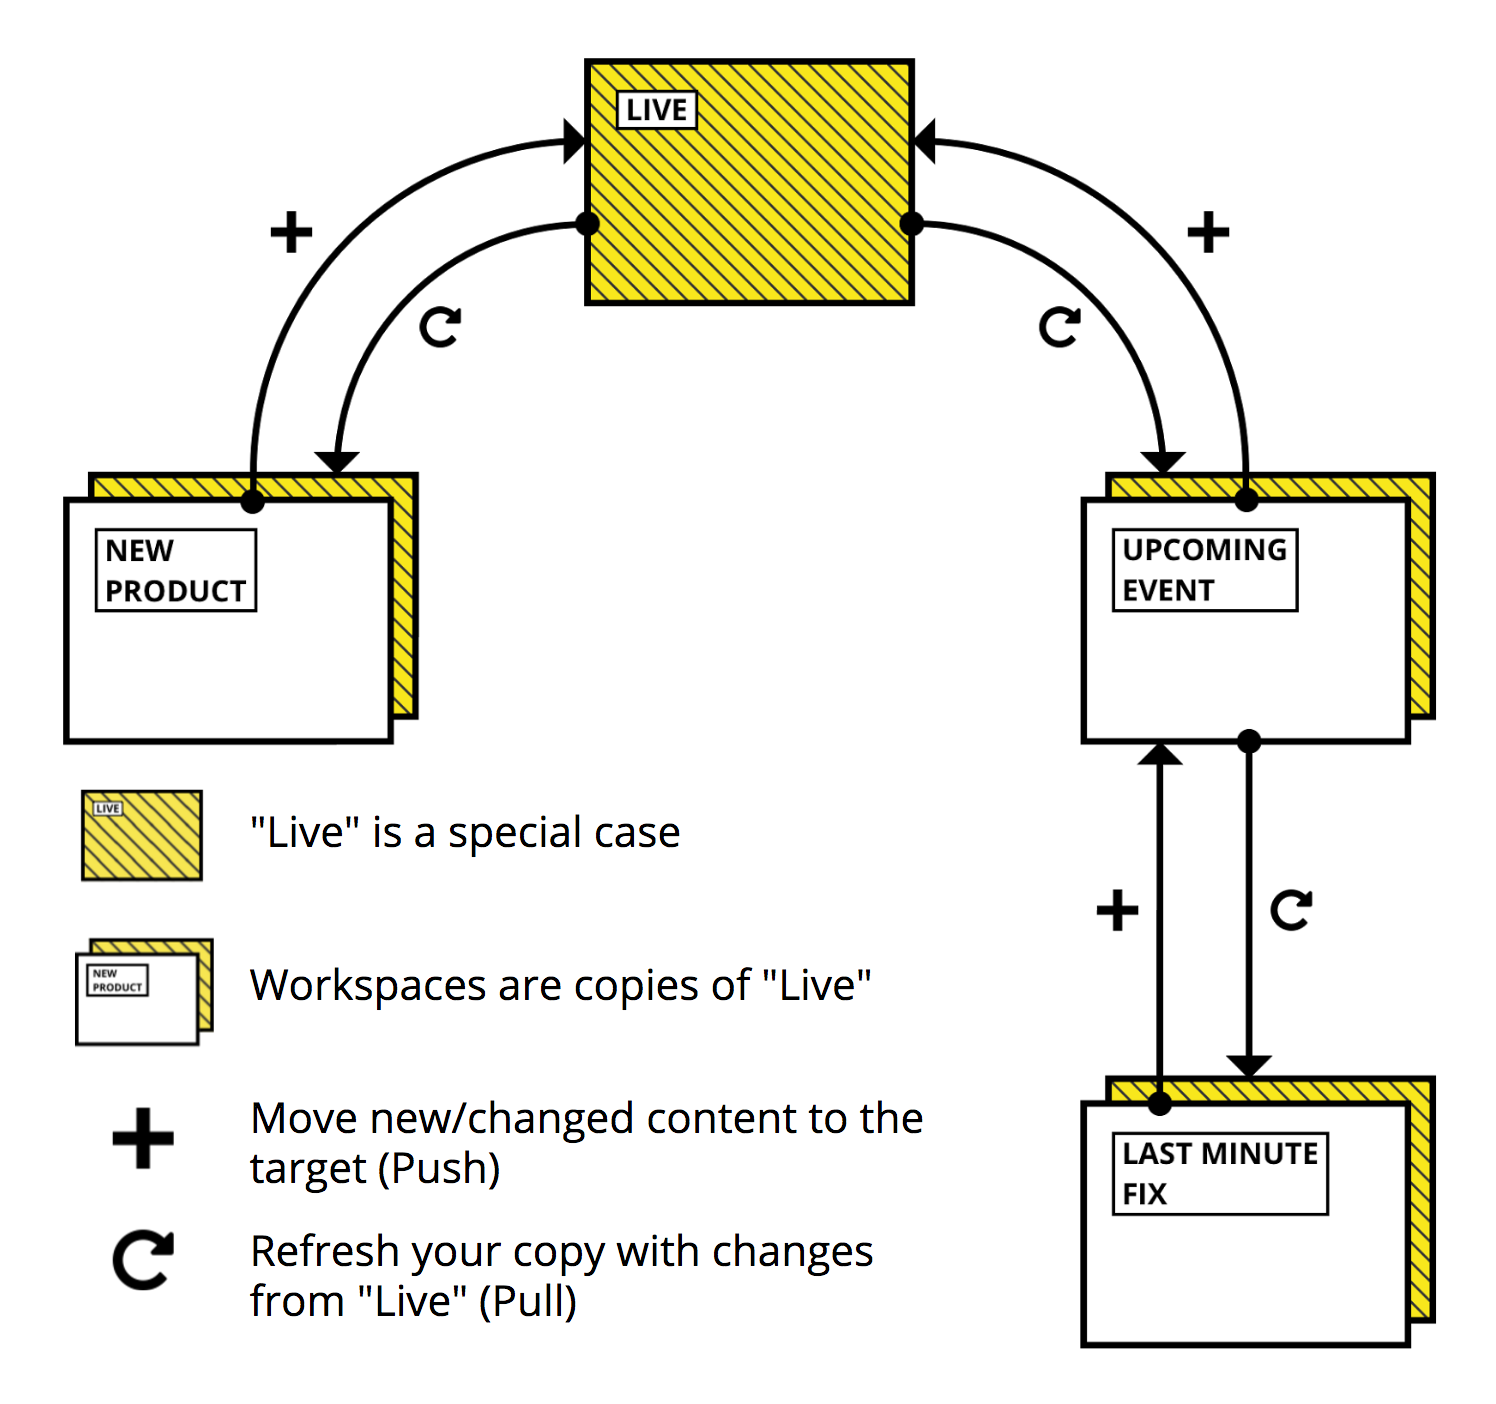 LIVE
NEW
PRODUCT
UPCOMING
EVENT
LIVE
"Live" is a special case
NEW
PRODUCT
Workspaces are copies of "Live"
Move new/changed content to the
target (Push)
LAST MINUTE
FIX
Refresh your copy with changes
from "Live" (Pull)